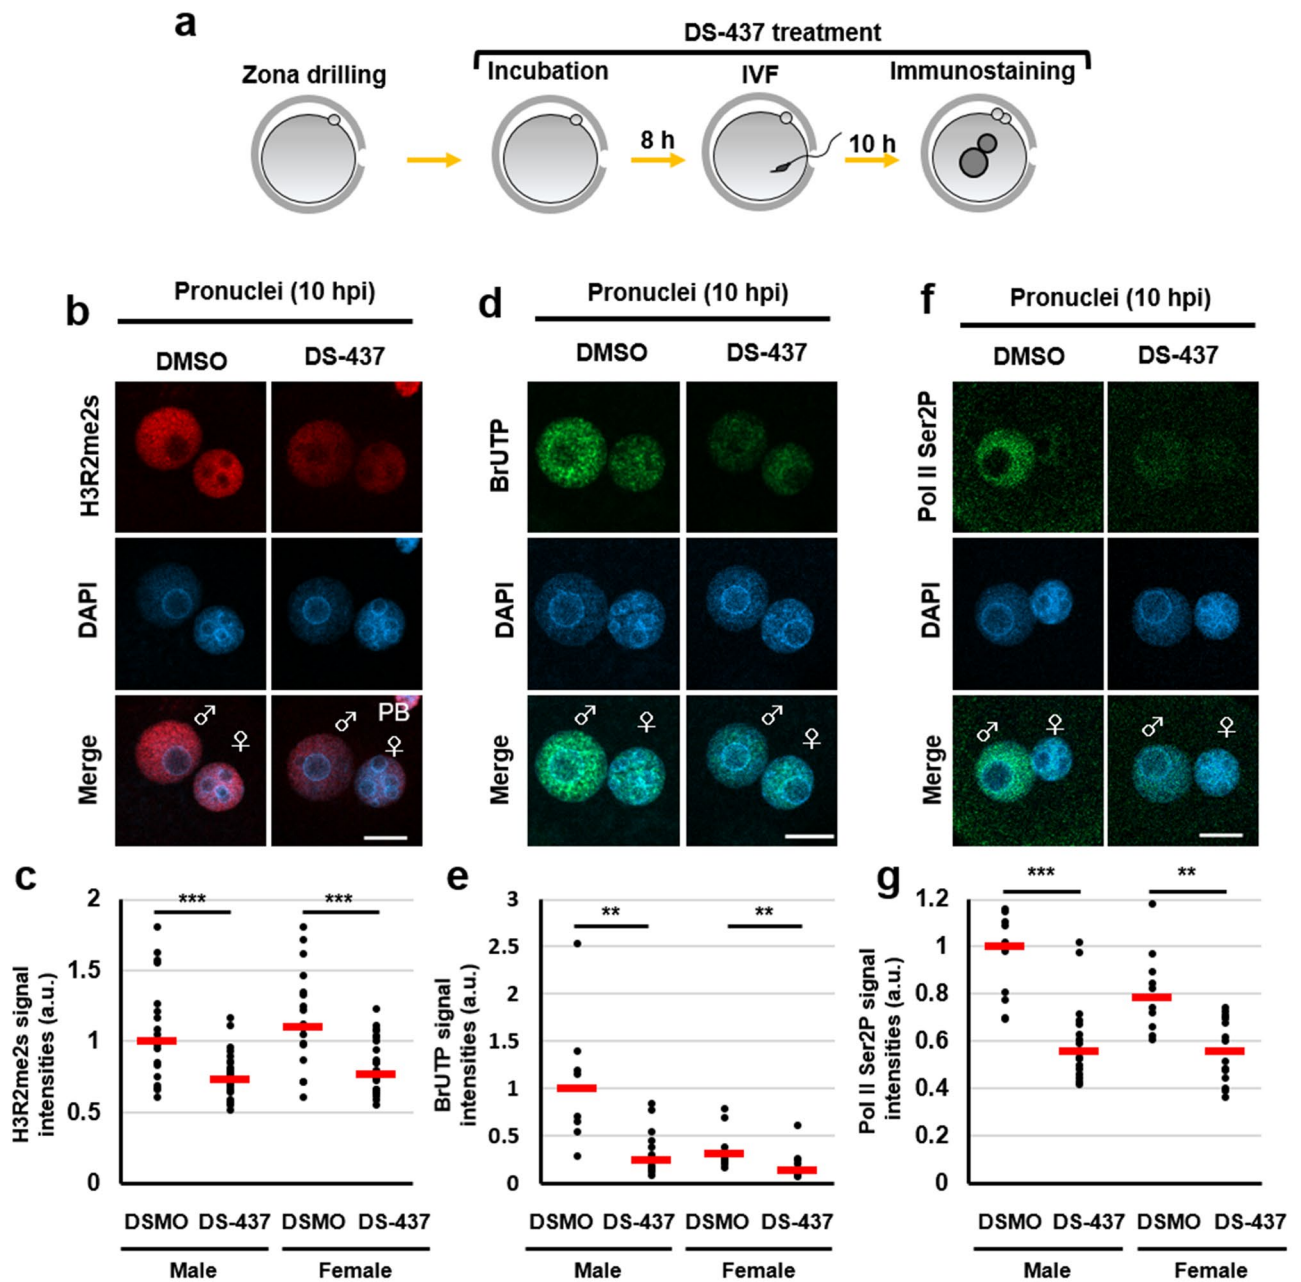 a
DS-437 treatment
Zona drilling
Incubation
IVF
Immunostaining
8 h
10 h
b
Pronuclei (10 hpi)
DMSO
DS-437
H3R2me2s
DAPI
Merge
♂
♀
♂
PB
♀
d
Pronuclei (10 hpi)
DMSO
DS-437
BrUTP
DAPI
Merge
♂
♀
♂
♀
f
Pronuclei (10 hpi)
DMSO
DS-437
Pol II Ser2P
DAPI
Merge
♂
♀
♂
♀
c
H3R2me2s signal
intensities (a.u.)
2
1.5
1
0.5
0
***
***
DSMO
DS-437
DSMO
DS-437
Male
Female
e
BrUTP signal
intensities (a.u.)
3
2.5
2
1.5
1
0.5
0
**
**
DSMO
DS-437
DSMO
DS-437
Male
Female
g
Pol II Ser2P signal
intensities (a.u.)
1.2
1
0.8
0.6
0.4
0.2
0
***
**
DSMO
DS-437
DSMO
DS-437
Male
Female